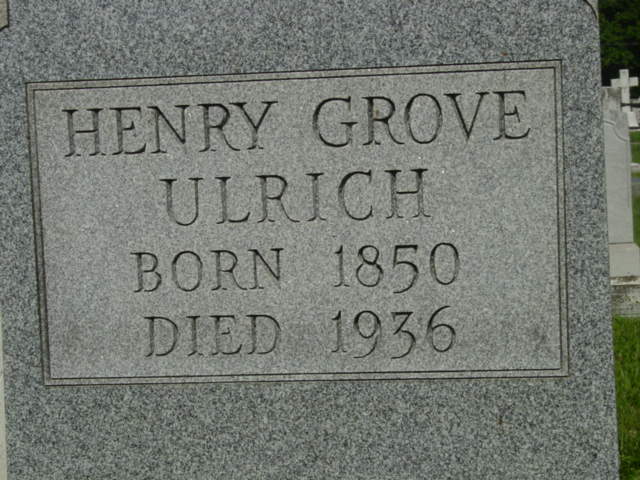 HENRY GROVE
ULRICH
BORN 1850
DIED 1936